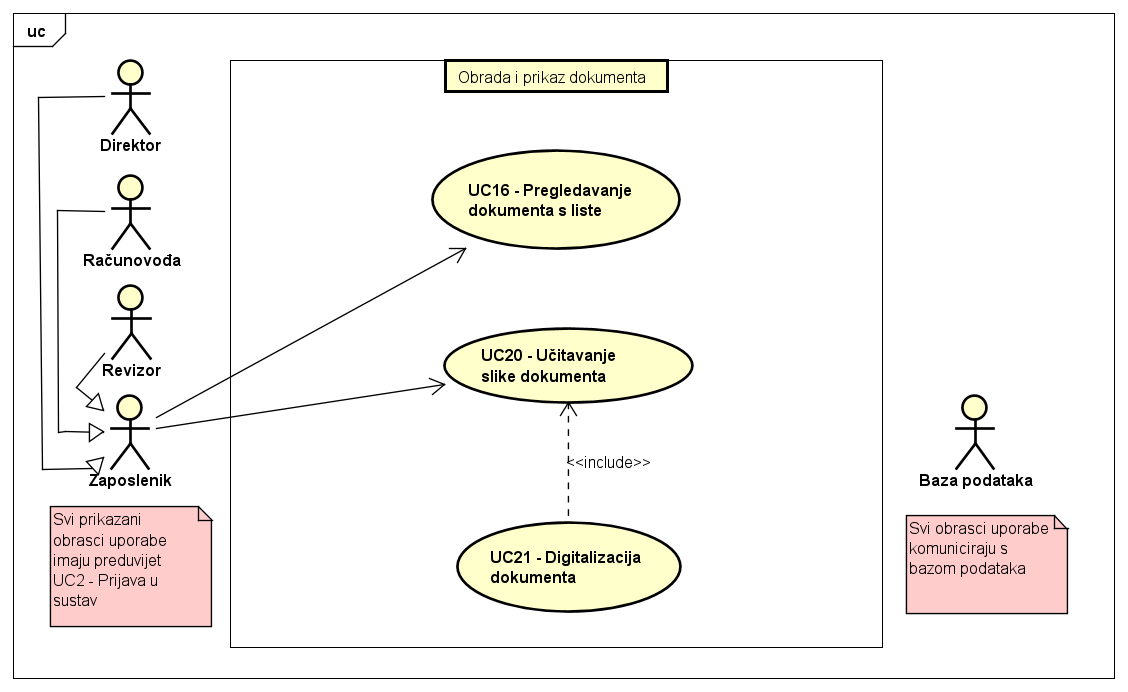 uc
Obrada i prikaz dokumenta
Direktor
Računovođa
Revizor
Zaposlenik
Svi prikazani
obrasci uporabe
imaju preduvijet
UC2 - Prijava u
sustav
UC16 - Pregledavanje
dokumenta s liste
UC20 - Učitavanje
slike dokumenta
<<include>>
UC21 - Digitalizacija
dokumenta
Baza podataka
Svi obrasci uporabe
komuniciraju s
bazom podataka